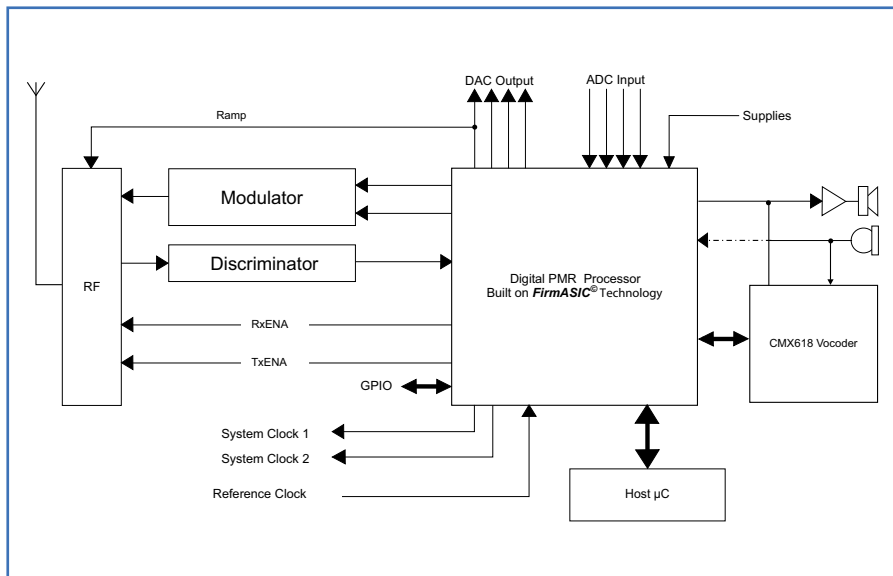 DAC Output
ADC Input
Ramp
Supplies
Modulator
Discriminator
RF
Digital PMR Processor
Built on FirmASIC© Technology
RxENA
CMX618 Vocoder
TxENA
GPIO
System Clock 1
System Clock 2
Reference Clock
Host µC